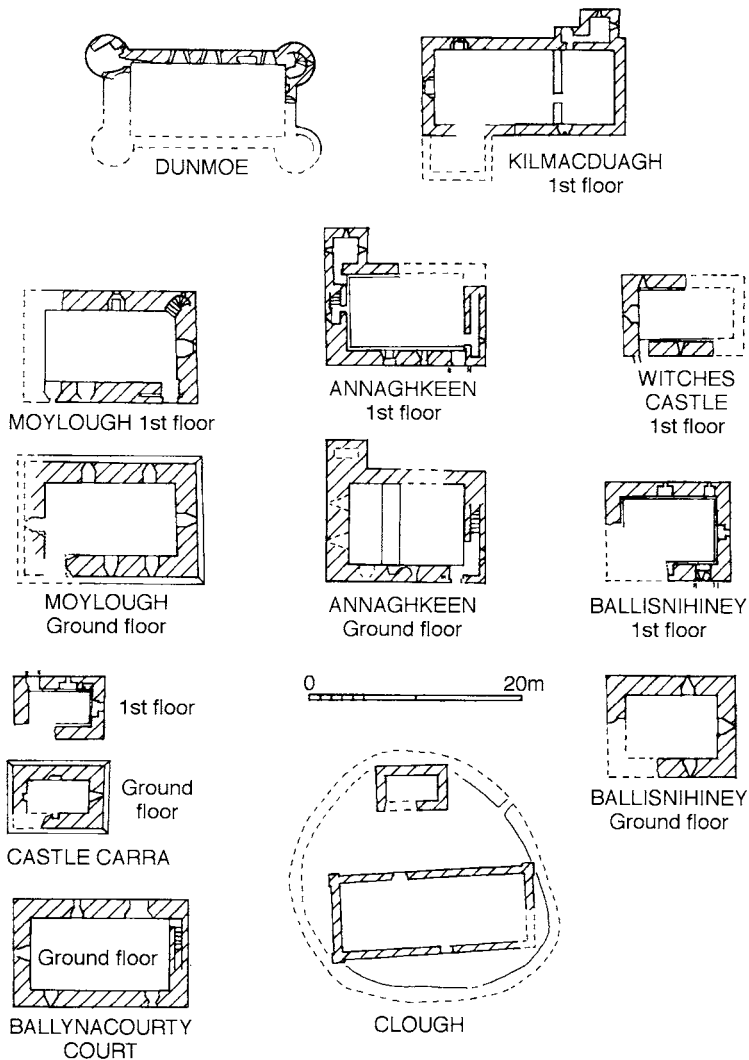 DUNMOE
KILMACDUAGH
1st floor
MOYLOUGH 1st floor
ANNAGHKEEN
1st floor
WITCHES
CASTLE
1st floor
MOYLOUGH
Ground floor
ANNAGHKEEN
Ground floor
BALLISNIHINEY
1st floor
1st floor
0 20m
Ground
floor
CASTLE CARRA
BALLISNIHINEY
Ground floor
Ground floor
BALLYNACOURTY
COURT
CLOUGH